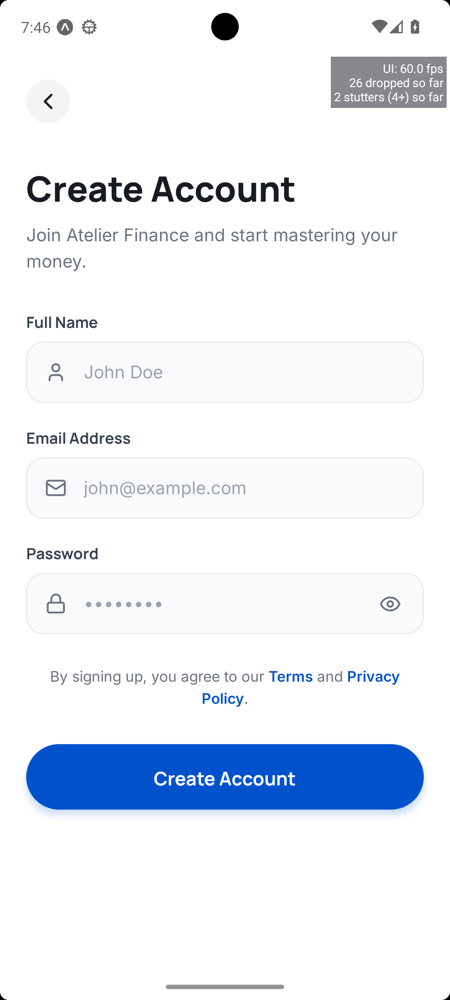 7:46
UI: 60.0 fps
26 dropped so far
2 stutters (4+) so far
Create Account
Join Atelier Finance and start mastering your
money.
Full Name
John Doe
Email Address
john@example.com
Password
••••••••
By signing up, you agree to our Terms and Privacy
Policy.
Create Account